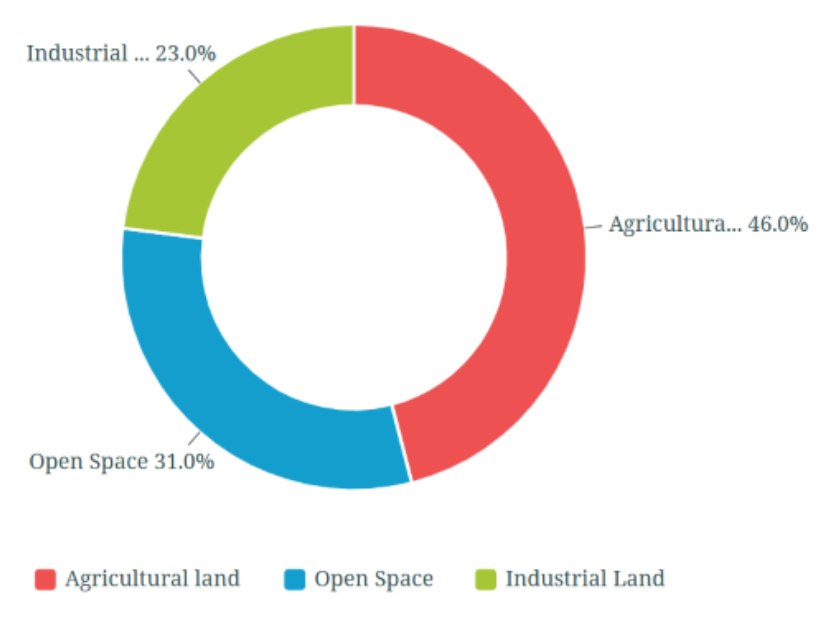 Industrial ... 23.0%
Agricultura... 46.0%
Open Space 31.0%
Agricultural land
Open Space
Industrial Land